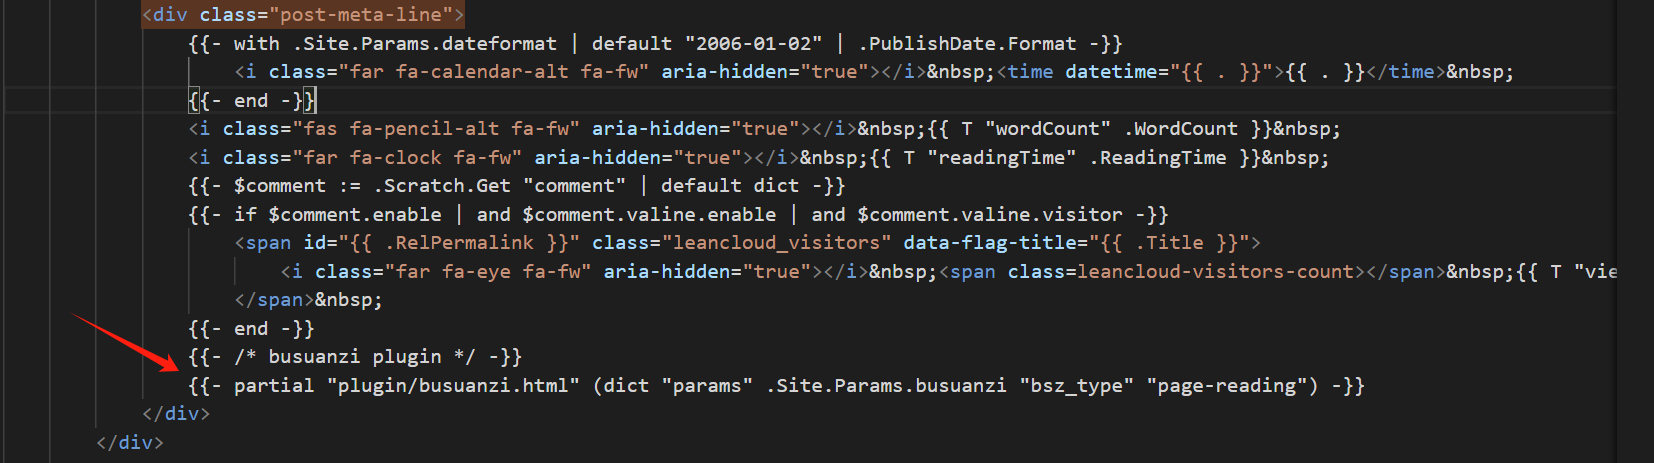 <div class="post-meta-line">
{{- with .Site.Params.dateformat | default "2006-01-02" | .PublishDate.Format -}}
<i class="far fa-calendar-alt fa-fw" aria-hidden="true"></i>&nbsp;<time datetime="{{ . }}">{{ . }}</time>&nbsp;
{{- end -}}
<i class="fas fa-pencil-alt fa-fw" aria-hidden="true"></i>&nbsp;{{ T "wordCount" .WordCount }}&nbsp;
<i class="far fa-clock fa-fw" aria-hidden="true"></i>&nbsp;{{ T "readingTime" .ReadingTime }}&nbsp;
{{- $comment := .Scratch.Get "comment" | default dict -}}
{{- if $comment.enable | and $comment.valine.enable | and $comment.valine.visitor -}}
<span id="{{ .RelPermalink }}" class="leancloud_visitors" data-flag-title="{{ .Title }}">
<i class="far fa-eye fa-fw" aria-hidden="true"></i>&nbsp;<span class=leancloud-visitors-count></span>&nbsp;{{ T "vie
</span>&nbsp;
{{- end -}}
{{- /* busuanzi plugin */ -}}
{{- partial "plugin/busuanzi.html" (dict "params" .Site.Params.busuanzi "bsz_type" "page-reading") -}}
</div>
</div>